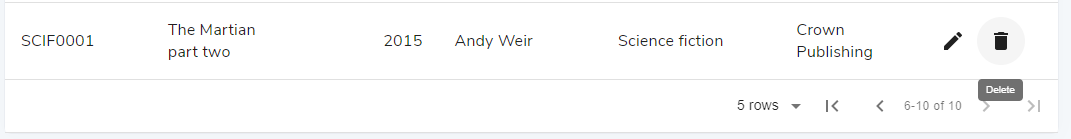 SCIF0001 The Martian part two 2015 Andy Weir Science fiction Crown Publishing
Delete
5 rows 6-10 of 10